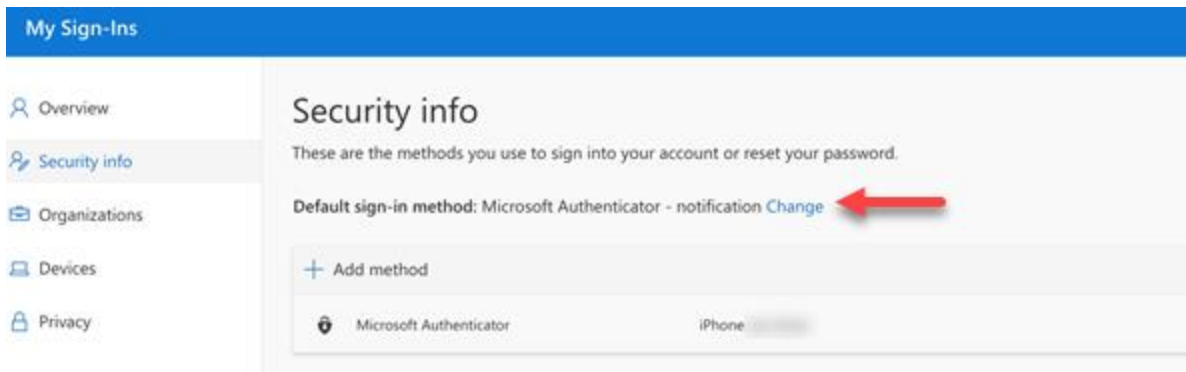 My Sign-Ins
Overview
Security info
Organizations
Devices
Privacy
Security info
These are the methods you use to sign into your account or reset your password.
Default sign-in method: Microsoft Authenticator - notification Change
Add method
Microsoft Authenticator iPhone